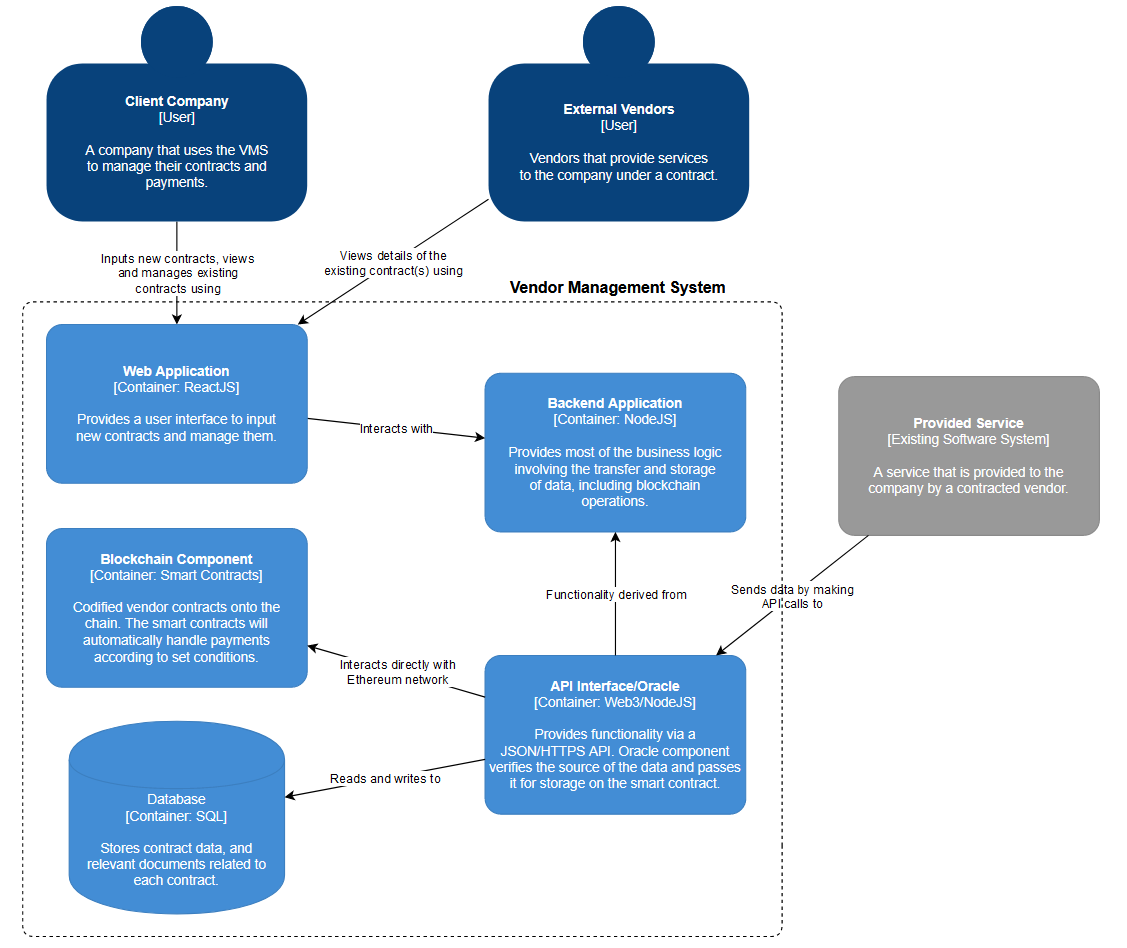 Client Company
[User]
A company that uses the VMS
to manage their contracts and
payments.
External Vendors
[User]
Vendors that provide services
to the company under a contract.
Inputs new contracts, views
and manages existing
contracts using
Views details of the
existing contract(s) using
Vendor Management System
Web Application
[Container: ReactJS]
Provides a user interface to input
new contracts and manage them.
Interacts with
Backend Application
[Container: NodeJS]
Provides most of the business logic
involving the transfer and storage
of data, including blockchain
operations.
Provided Service
[Existing Software System]
A service that is provided to the
company by a contracted vendor.
Blockchain Component
[Container: Smart Contracts]
Codified vendor contracts onto the
chain. The smart contracts will
automatically handle payments
according to set conditions.
Functionality derived from
Sends data by making
API calls to
Interacts directly with
Ethereum network
API Interface/Oracle
[Container: Web3/NodeJS]
Provides functionality via a
JSON/HTTPS API. Oracle component
verifies the source of the data and passes
it for storage on the smart contract.
Reads and writes to
Database
[Container: SQL]
Stores contract data, and
relevant documents related to
each contract.